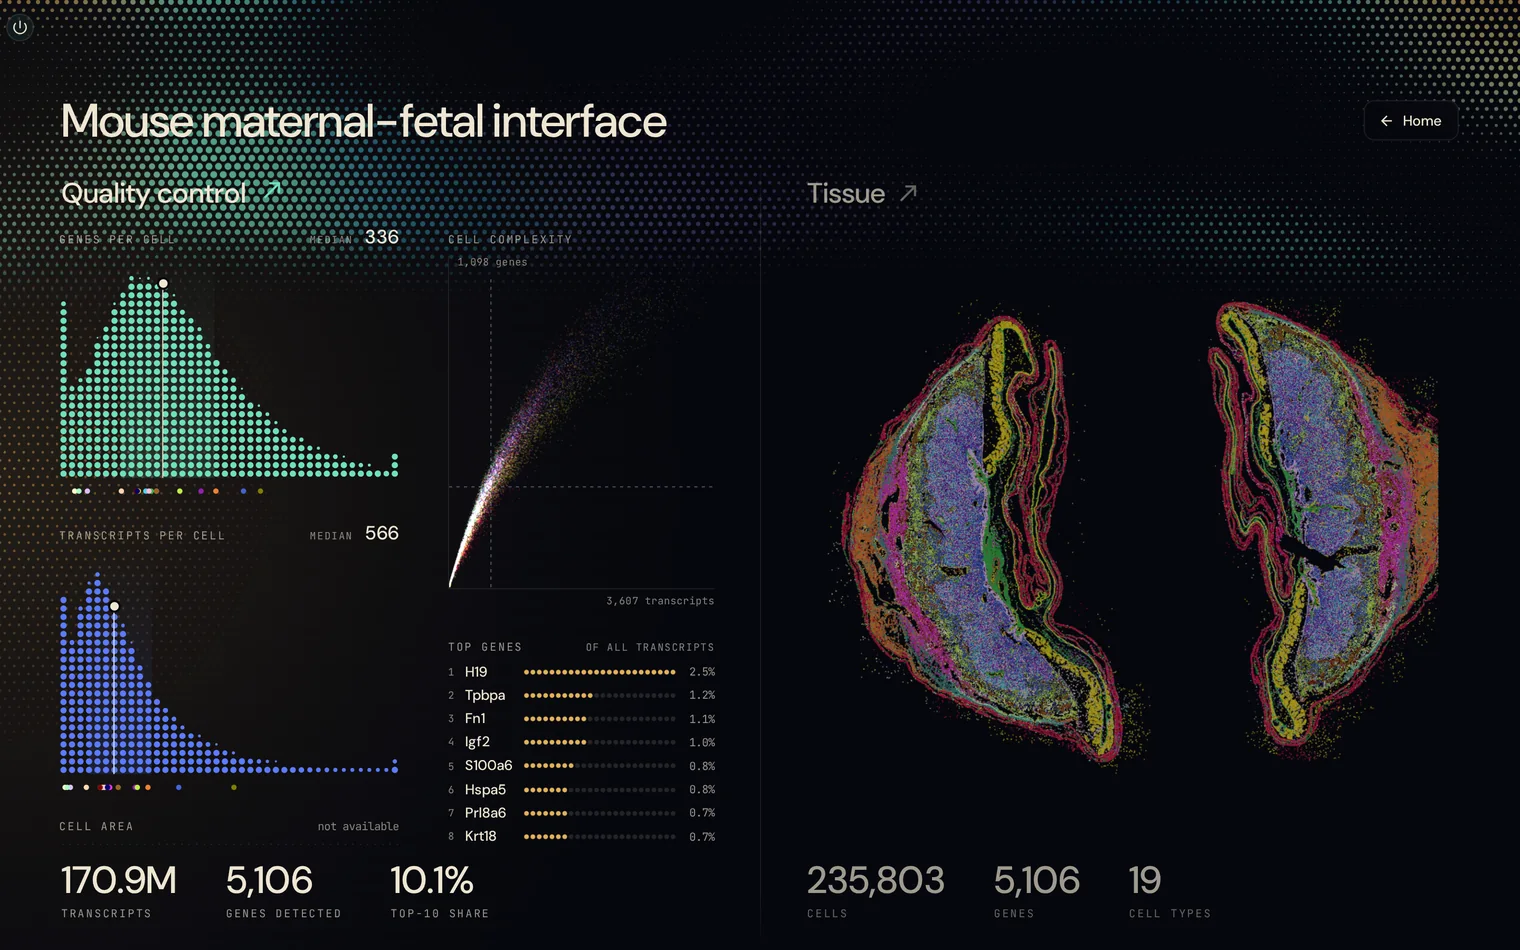 Mouse maternal–fetal interface
← Home
Quality control ↗
GENES PER CELL
MEDIAN 336
CELL COMPLEXITY
1,098 genes
3,607 transcripts
TRANSCRIPTS PER CELL
MEDIAN 566
TOP GENES
OF ALL TRANSCRIPTS
1 H19 2.5%
2 Tpbpa 1.2%
3 Fn1 1.1%
4 Igf2 1.0%
5 S100a6 0.8%
6 Hspa5 0.8%
7 Prl8a6 0.7%
8 Krt18 0.7%
CELL AREA
not available
170.9M
TRANSCRIPTS
5,106
GENES DETECTED
10.1%
TOP-10 SHARE
Tissue ↗
235,803
CELLS
5,106
GENES
19
CELL TYPES